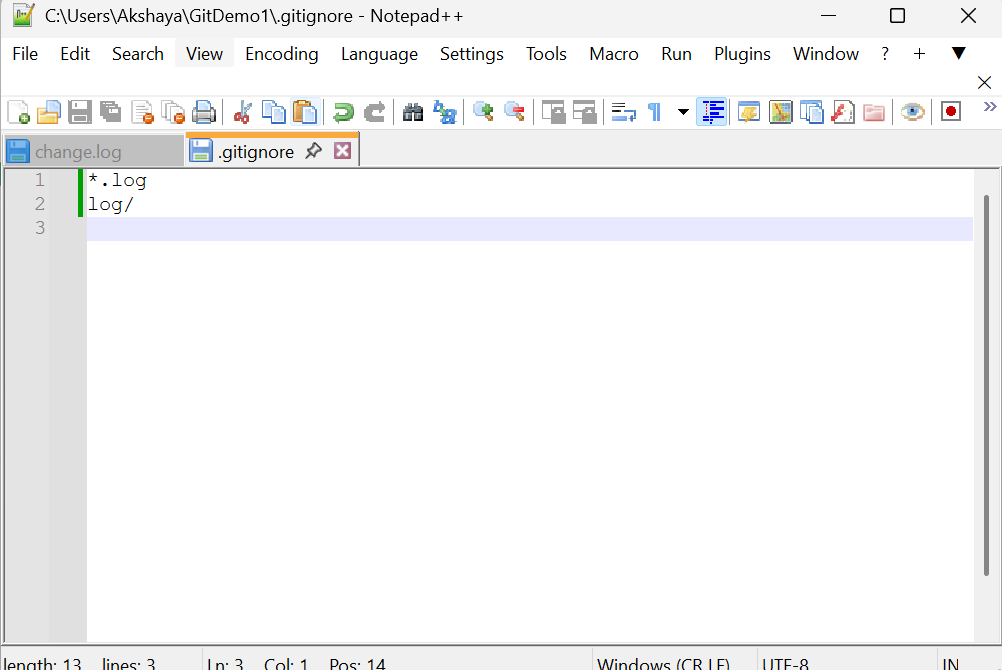 C:\Users\Akshaya\GitDemo1\.gitignore - Notepad++
File Edit Search View Encoding Language Settings Tools Macro Run Plugins Window ? + ▼
change.log .gitignore
1 *.log
2 log/
3
length: 13 lines: 3 Ln: 3 Col: 1 Pos: 14 Windows (CR LF) UTF-8 IN